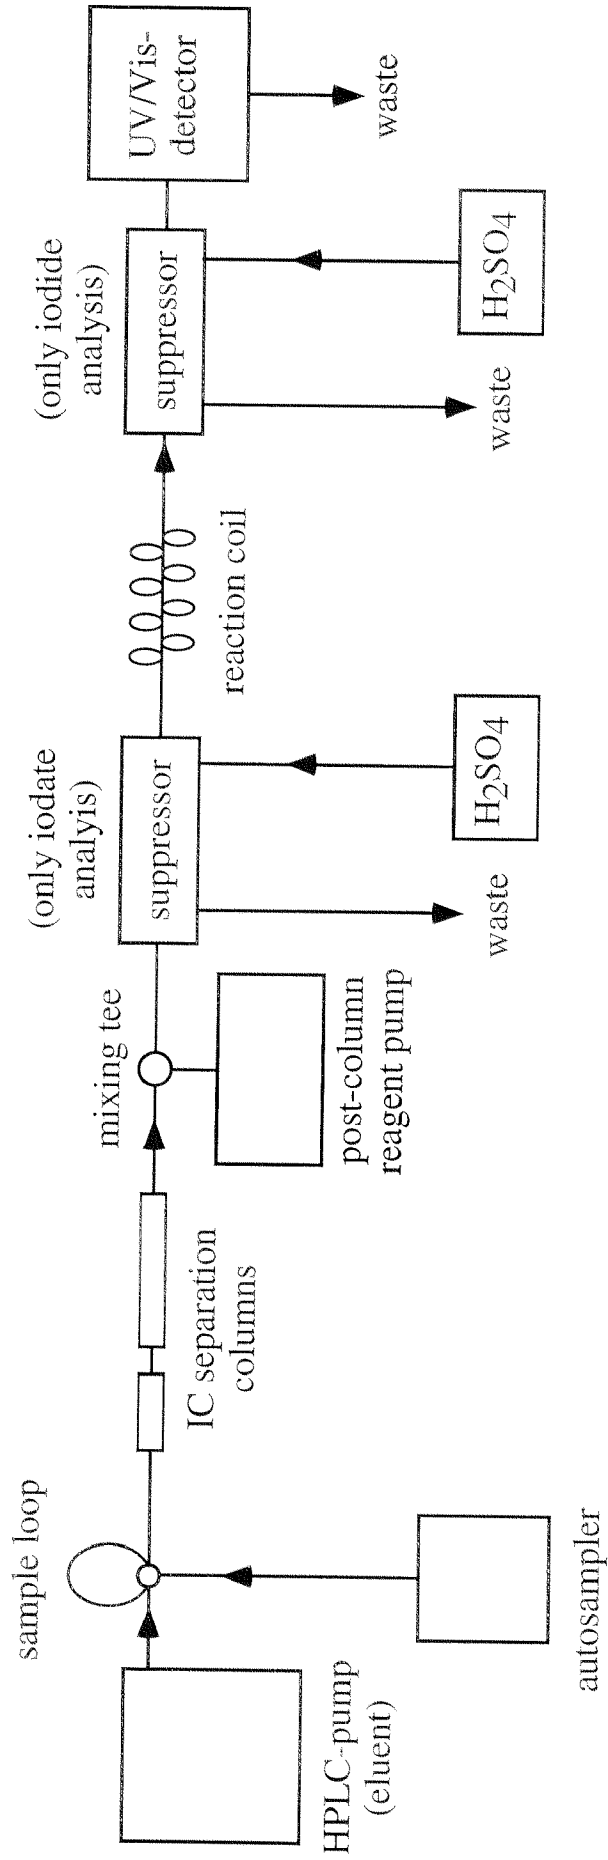 HPLC-pump
(eluent)
sample loop
autosampler
IC separation
columns
mixing tee
post-column
reagent pump
(only iodate
analyis)
suppressor
waste
H2SO4
reaction coil
(only iodide
analysis)
suppressor
waste
H2SO4
UV/Vis-
detector
waste